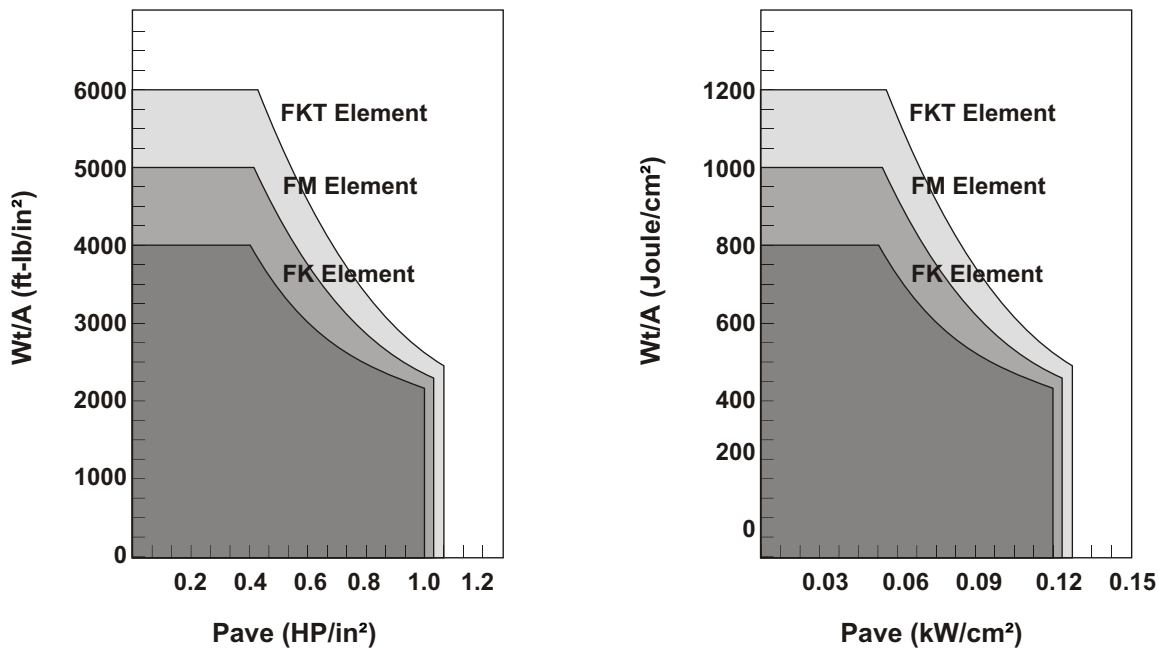 Wt/A (ft-lb/in²)
6000
5000
4000
3000
2000
1000
0
FKT Element
FM Element
FK Element
0.2 0.4 0.6 0.8 1.0 1.2
Pave (HP/in²)
Wt/A (Joule/cm²)
1200
1000
800
600
400
200
0
FKT Element
FM Element
FK Element
0.03 0.06 0.09 0.12 0.15
Pave (kW/cm²)